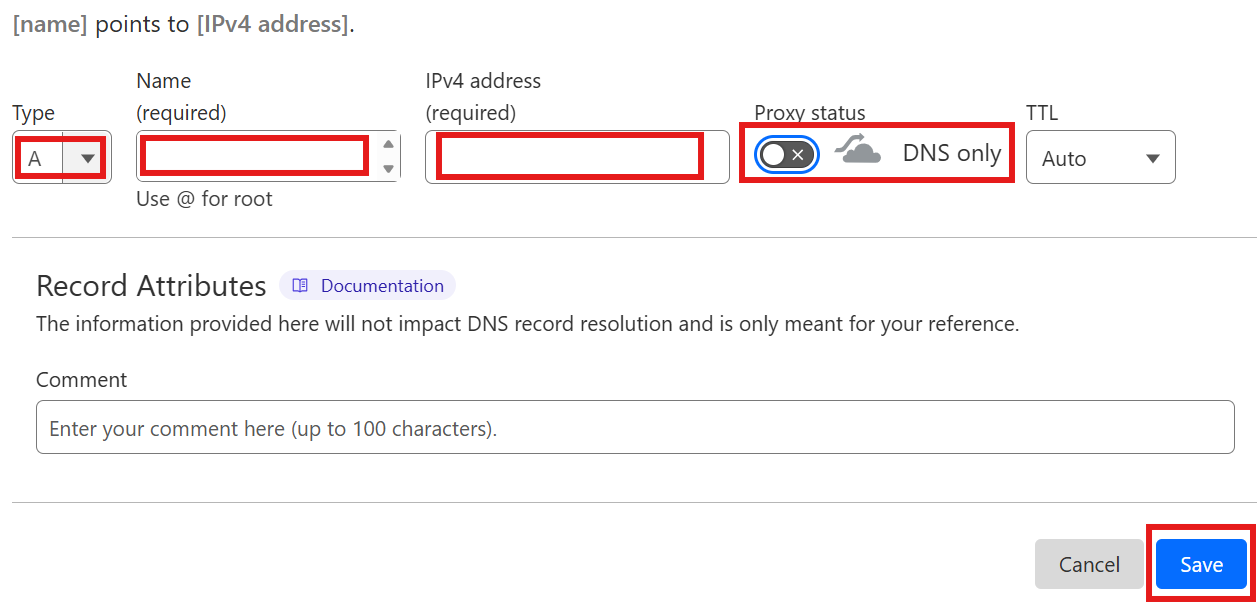 [name] points to [IPv4 address].
Type
Name
(required)
IPv4 address
(required)
Proxy status
TTL
A
DNS only
Auto
Use @ for root
Record Attributes
Documentation
The information provided here will not impact DNS record resolution and is only meant for your reference.
Comment
Enter your comment here (up to 100 characters).
Cancel
Save